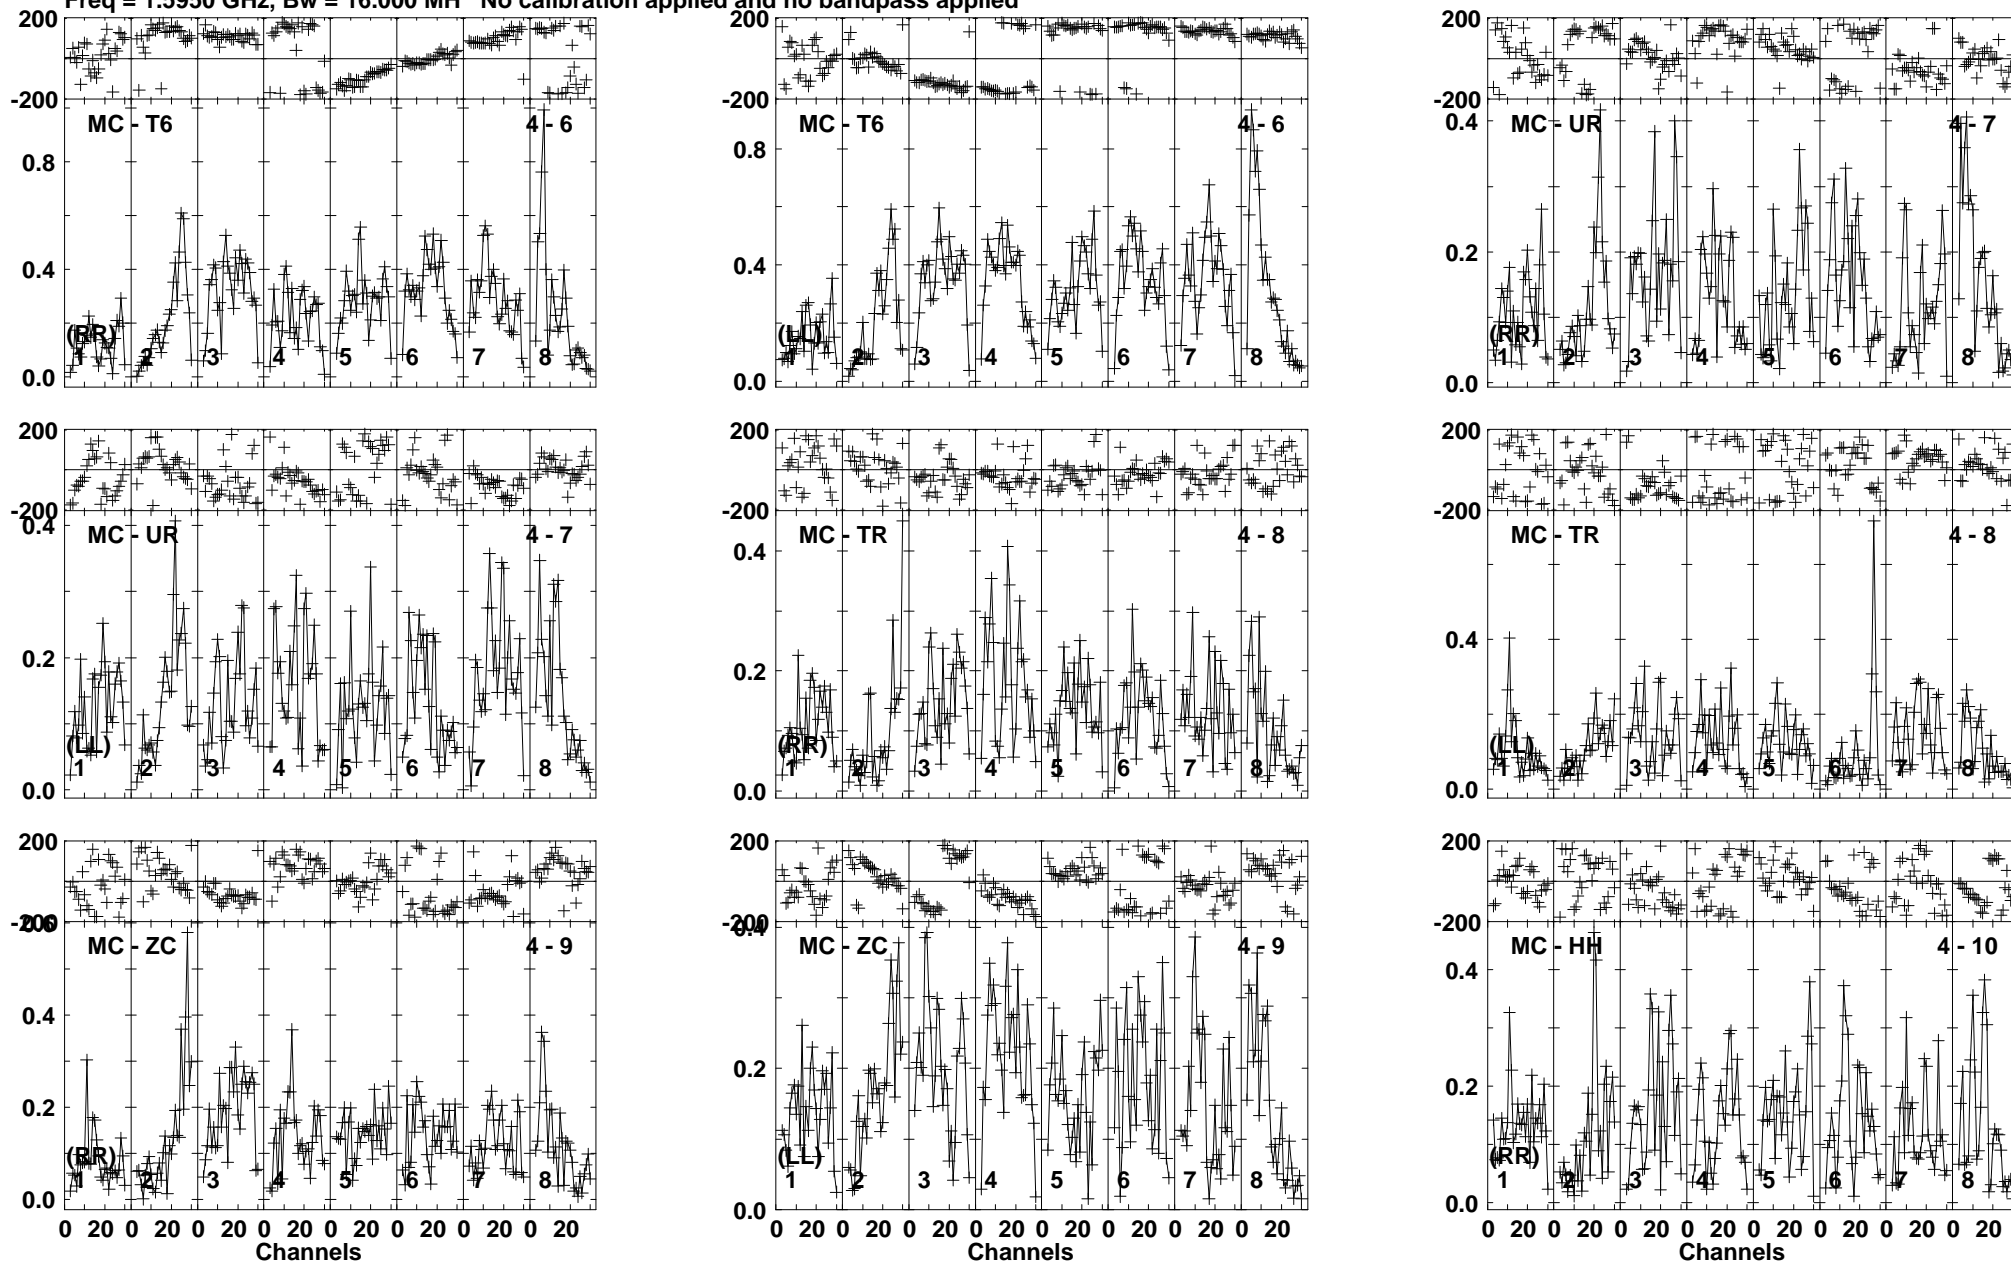 Freq = 1.5950 GHz, Bw = 16.000 MH No calibration applied and no bandpass applied
200 200 200
-200 -200 -200
MC - T6 4 - 6 MC - T6 4 - 6 MC - UR 4 - 7
0.8 0.8 0.4
0.4 0.4 0.2
(RR) (LL) (RR)
1 2 3 4 5 6 7 8 1 2 3 4 5 6 7 8 1 2 3 4 5 6 7 8
0.0 0.0 0.0
200 200 200
-200 -200 -200
MC - UR 4 - 7 MC - TR 4 - 8 MC - TR 4 - 8
0.4 0.4
0.2 0.2 0.4
(LL) (RR) (LL)
1 2 3 4 5 6 7 8 1 2 3 4 5 6 7 8 1 2 3 4 5 6 7 8
0.0 0.0 0.0
200 200 200
-200 -200 -200
0.6 0.4
MC - ZC 4 - 9 MC - ZC 4 - 9 MC - HH 4 - 10
0.4 0.4
0.2 0.2 0.2
(RR) (LL) (RR)
1 2 3 4 5 6 7 8 1 2 3 4 5 6 7 8 1 2 3 4 5 6 7 8
0.0 0.0 0.0
0 20 0 20 0 20 0 20 0 20 0 20 0 20 0 20 0 20 0 20 0 20 0 20 0 20 0 20 0 20 0 20 0 20 0 20 0 20 0 20 0 20 0 20 0 20 0 20
Channels Channels